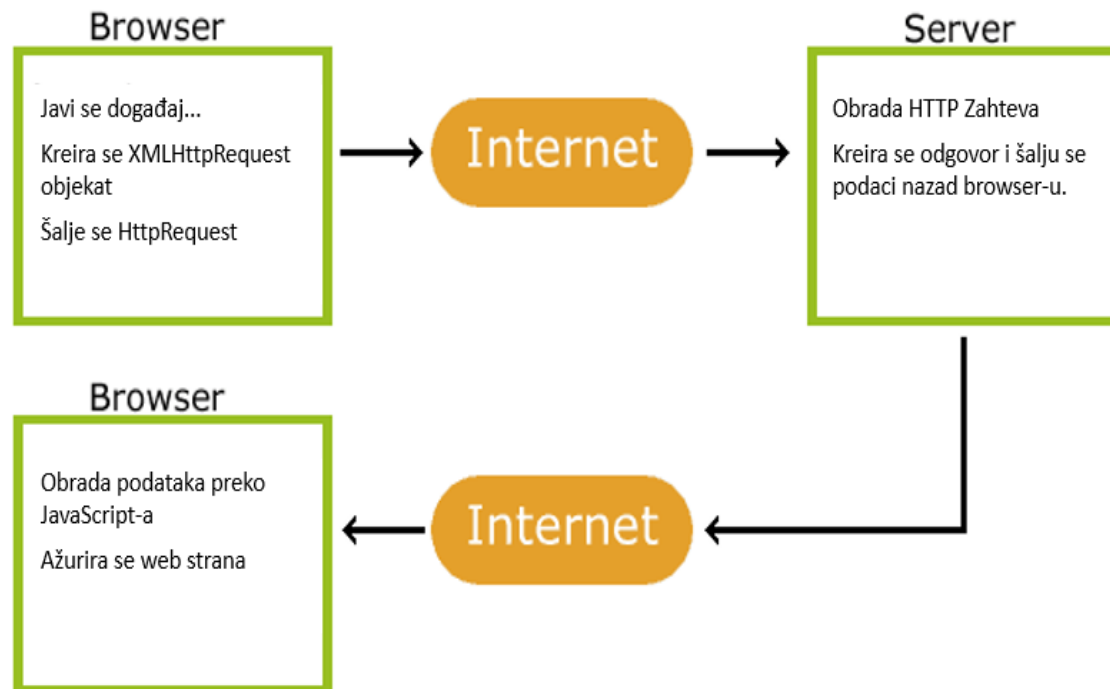 Browser
Javi se događaj...
Kreira se XMLHttpRequest
objekat
Šalje se HttpRequest
Internet
Server
Obrada HTTP Zahteva
Kreira se odgovor i šalju se
podaci nazad browser-u.
Browser
Obrada podataka preko
JavaScript-a
Ažurira se web strana
Internet